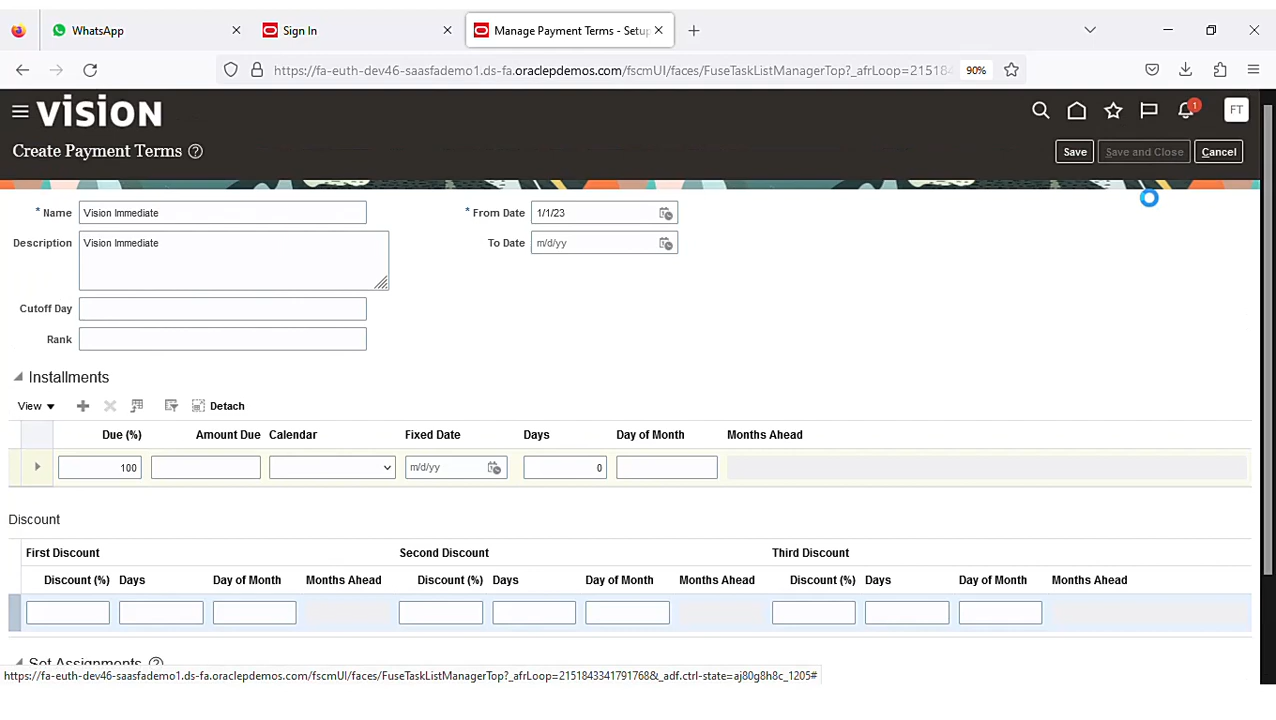 WhatsApp
Sign In
Manage Payment Terms - Setup
https://fa-euth-dev46-saasfademo1.ds-fa.oraclepdemos.com/fscmUI/faces/FuseTaskListManagerTop?_afrLoop=2151843
90%
VISION
1
FT
Create Payment Terms
Save
Save and Close
Cancel
* Name Vision Immediate
* From Date 1/1/23
Description Vision Immediate
To Date m/d/yy
Cutoff Day
Rank
Installments
View
Detach
Due (%) Amount Due Calendar Fixed Date Days Day of Month Months Ahead
100 m/d/yy 0
Discount
First Discount Second Discount Third Discount
Discount (%) Days Day of Month Months Ahead Discount (%) Days Day of Month Months Ahead Discount (%) Days Day of Month Months Ahead
Set Assignments
https://fa-euth-dev46-saasfademo1.ds-fa.oraclepdemos.com/fscmUI/faces/FuseTaskListManagerTop?_afrLoop=215184334179176&_adf.ctrl-state=aj80g8h8c_1205#